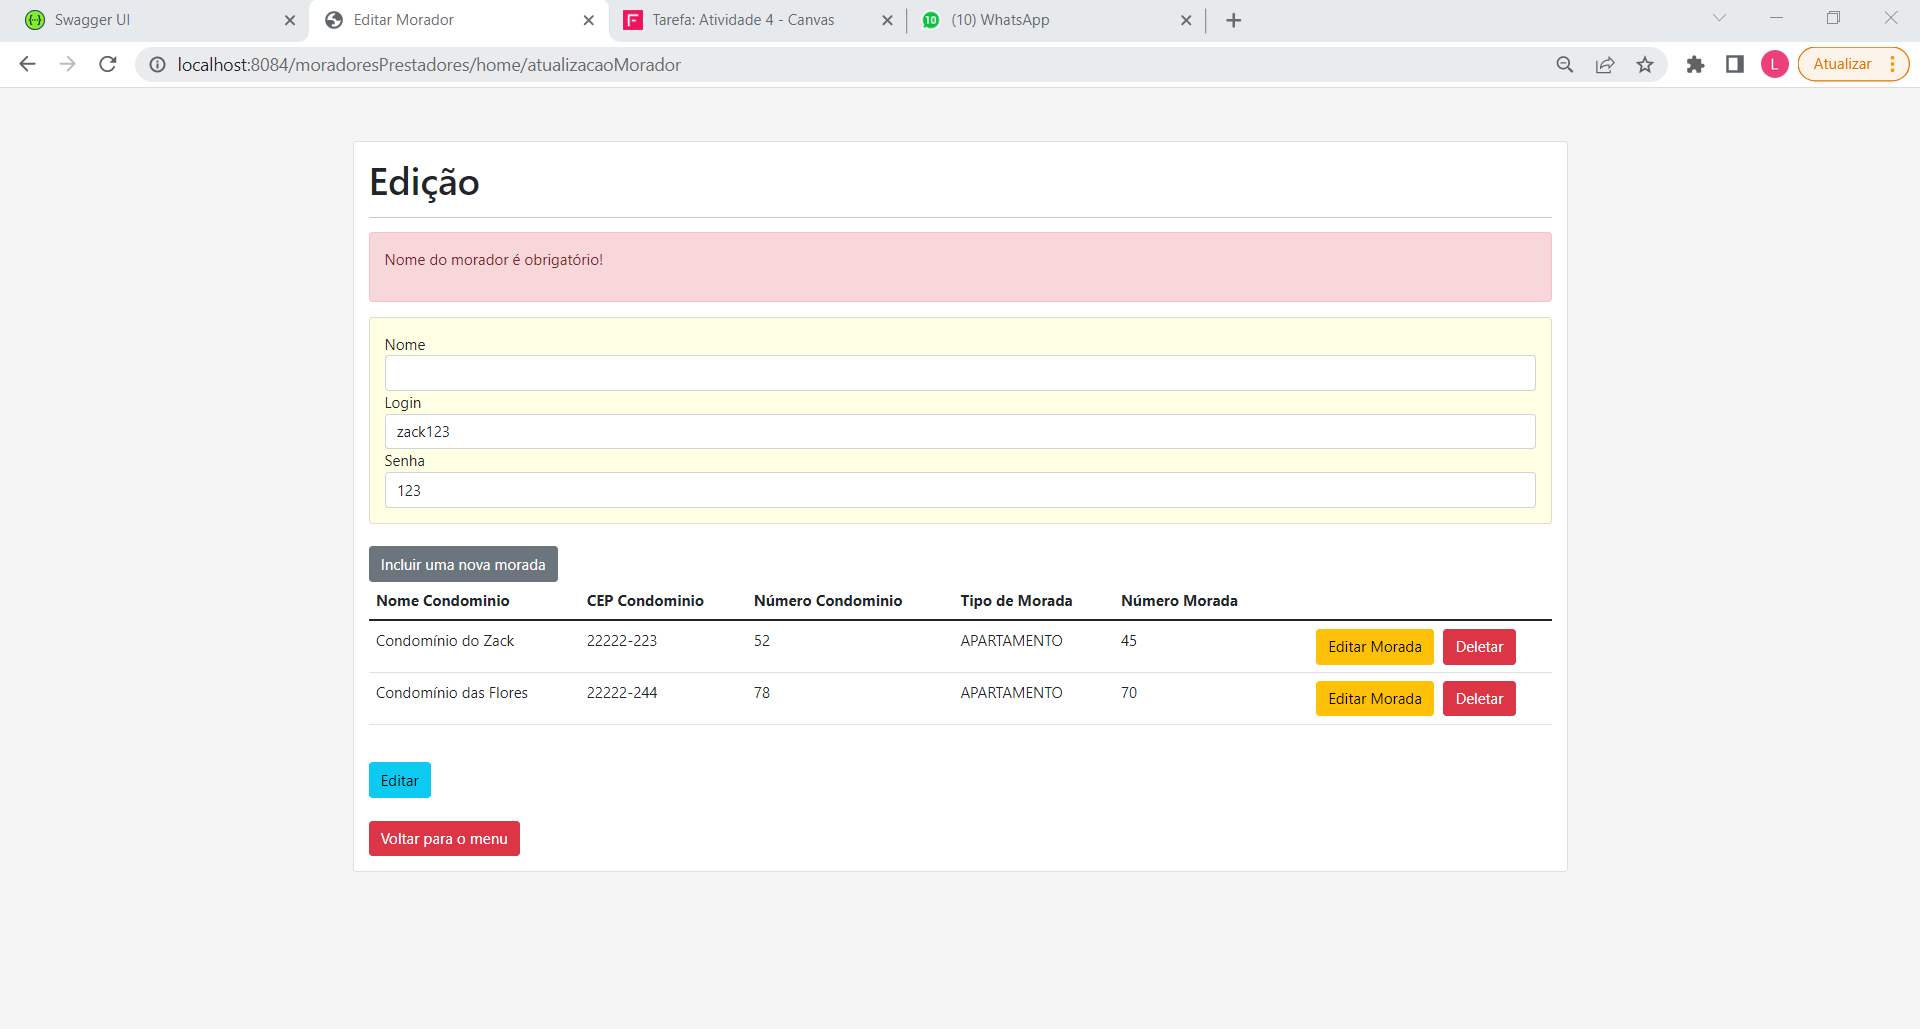 Swagger UI
Editar Morador
Tarefa: Atividade 4 - Canvas
10 (10) WhatsApp
localhost:8084/moradoresPrestadores/home/atualizacaoMorador
L
Atualizar
Edição
Nome do morador é obrigatório!
Nome
Login
zack123
Senha
123
Incluir uma nova morada
Nome Condominio CEP Condominio Número Condominio Tipo de Morada Número Morada
Condomínio do Zack 22222-223 52 APARTAMENTO 45 Editar Morada Deletar
Condomínio das Flores 22222-244 78 APARTAMENTO 70 Editar Morada Deletar
Editar
Voltar para o menu